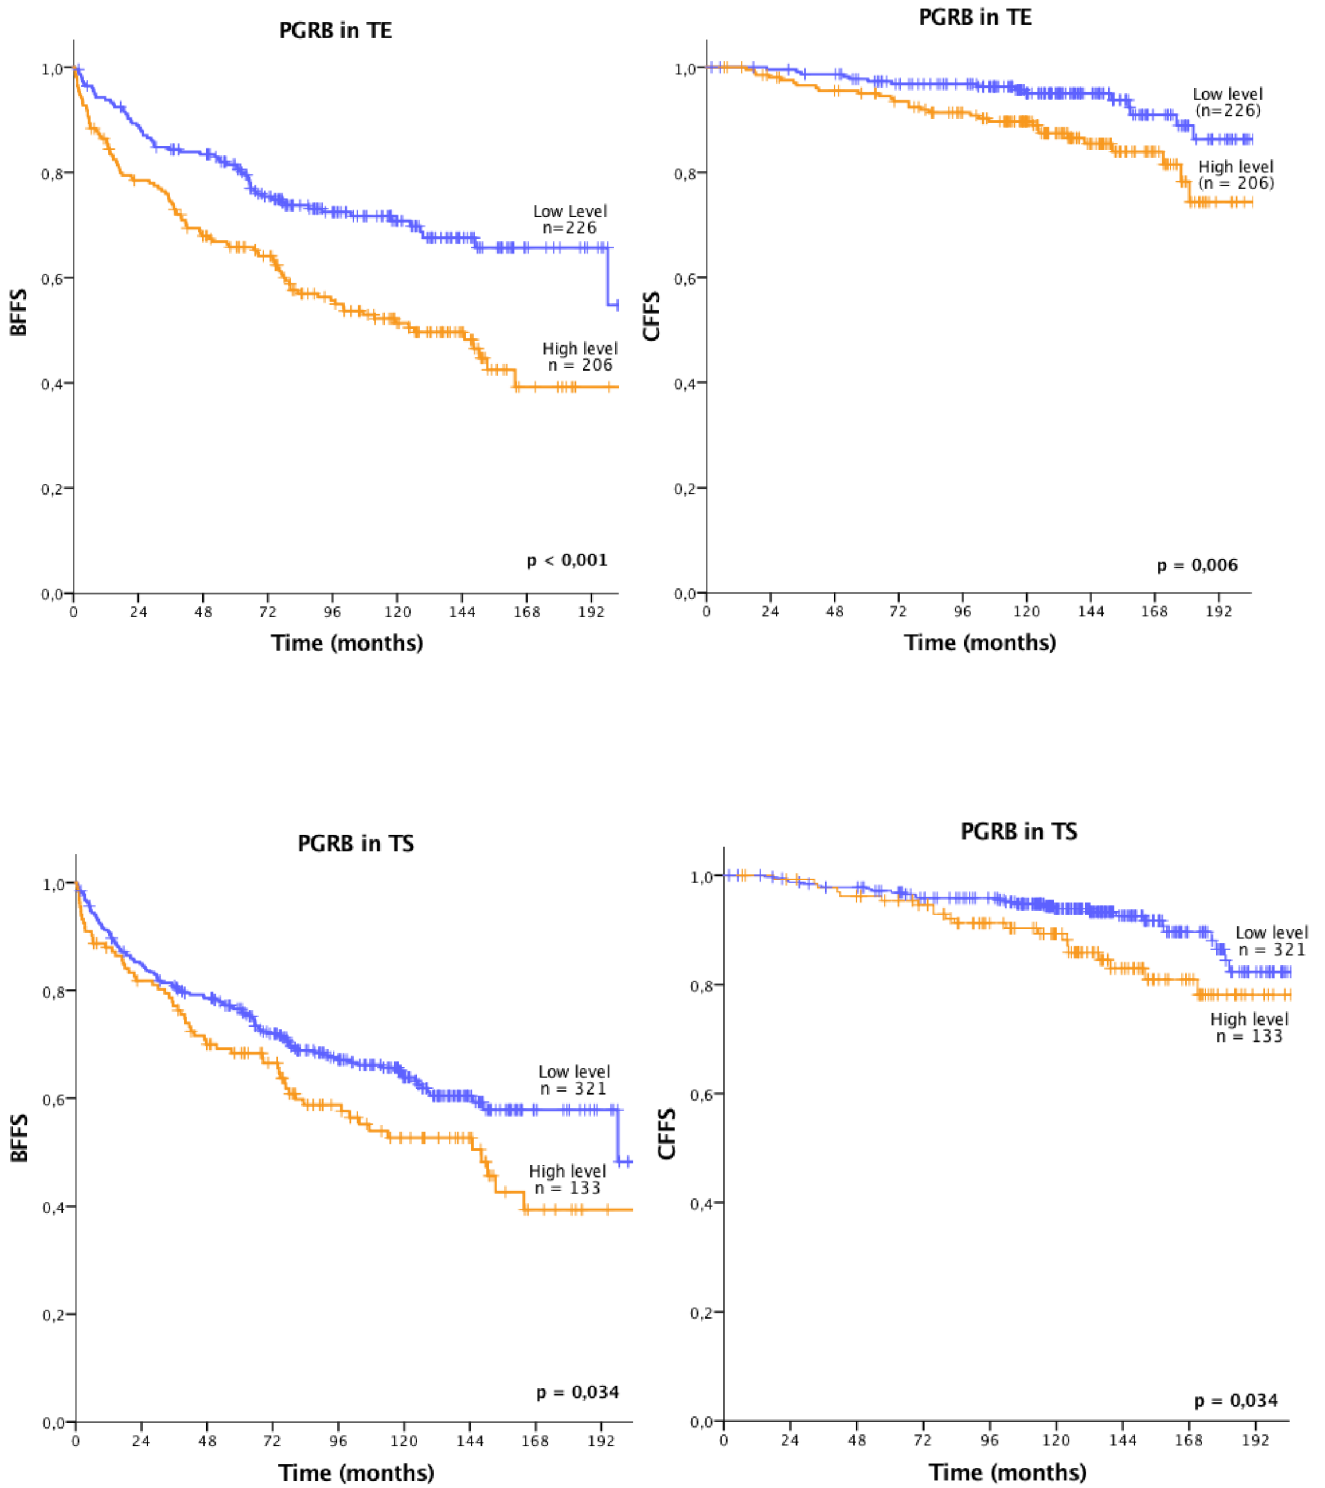 PGRB in TE
1,0
0,8
0,6
0,4
0,2
0,0
BFFS
Low Level
n=226
High level
n = 206
p < 0,001
0 24 48 72 96 120 144 168 192
Time (months)
PGRB in TE
1,0
0,8
0,6
0,4
0,2
0,0
CFFS
Low level
(n=226)
High level
(n = 206)
p = 0,006
0 24 48 72 96 120 144 168 192
Time (months)
PGRB in TS
1,0
0,8
0,6
0,4
0,2
0,0
BFFS
Low level
n = 321
High level
n = 133
p = 0,034
0 24 48 72 96 120 144 168 192
Time (months)
PGRB in TS
1,0
0,8
0,6
0,4
0,2
0,0
CFFS
Low level
n = 321
High level
n = 133
p = 0,034
0 24 48 72 96 120 144 168 192
Time (months)